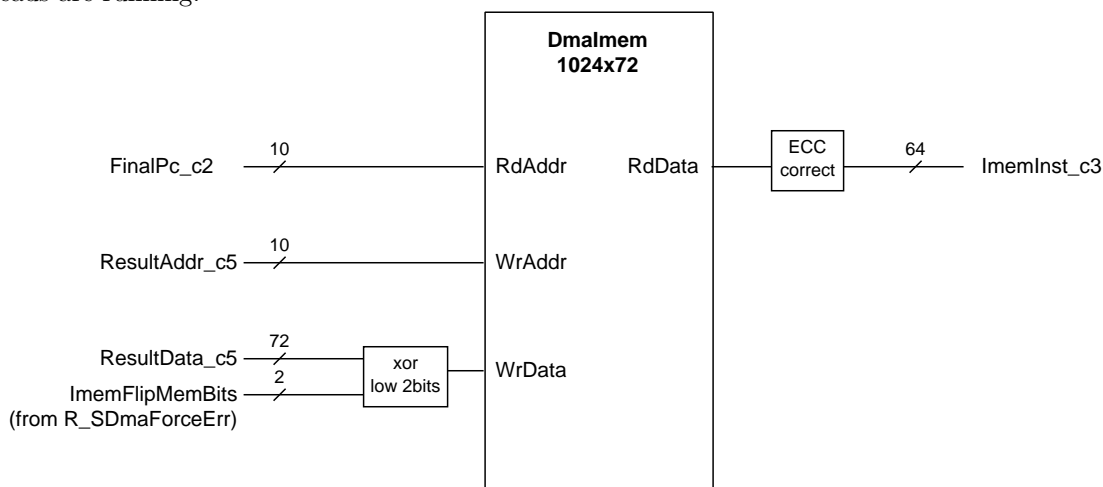 DmaImem
1024x72
FinalPc_c2
10
RdAddr
RdData
ECC
correct
64
ImemInst_c3
ResultAddr_c5
10
WrAddr
ResultData_c5
72
ImemFlipMemBits
2
(from R_SDmaForceErr)
xor
low 2bits
WrData